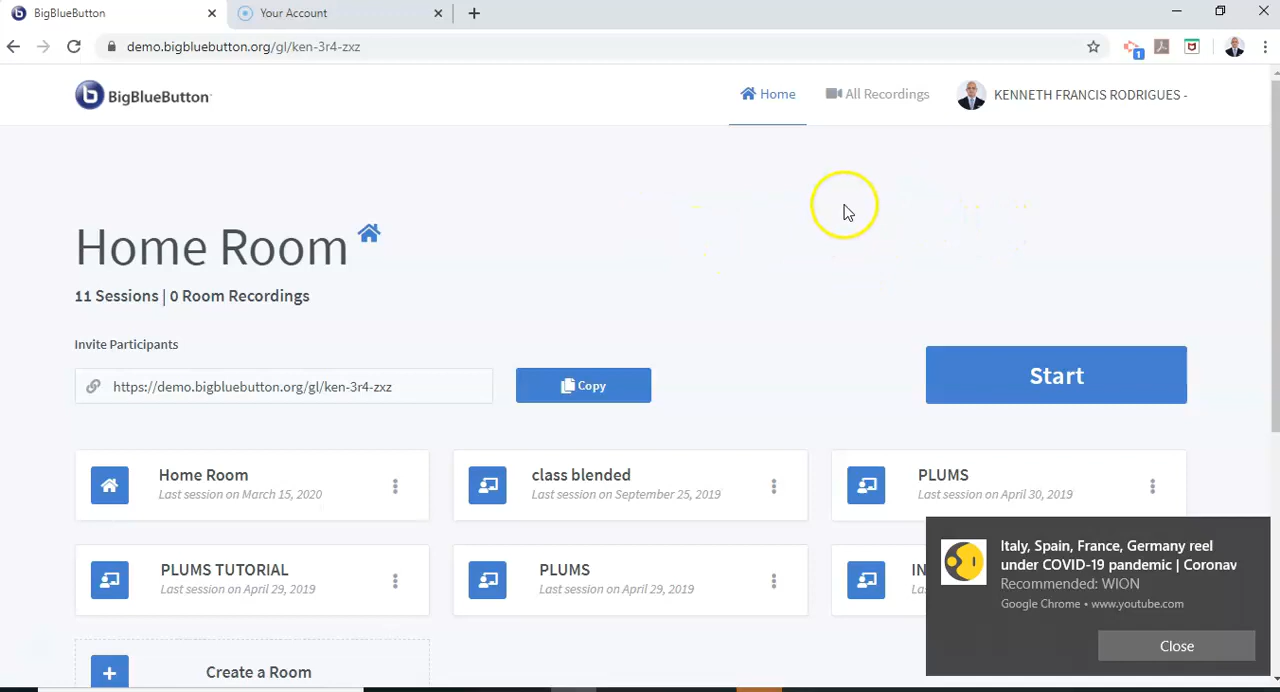 BigBlueButton
Your Account
demo.bigbluebutton.org/gl/ken-3r4-zxz
1
b BigBlueButton
Home
All Recordings
KENNETH FRANCIS RODRIGUES -
Home Room
11 Sessions | 0 Room Recordings
Invite Participants
https://demo.bigbluebutton.org/gl/ken-3r4-zxz
Copy
Start
Home Room
Last session on March 15, 2020
class blended
Last session on September 25, 2019
PLUMS
Last session on April 30, 2019
PLUMS TUTORIAL
Last session on April 29, 2019
PLUMS
Last session on April 29, 2019
IN
Las
Italy, Spain, France, Germany reel
under COVID-19 pandemic | Coronav
Recommended: WION
Google Chrome • www.youtube.com
Close
Create a Room